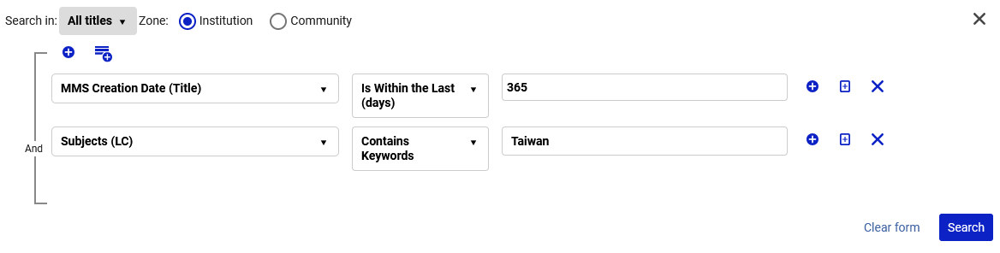 Search in: All titles Zone: Institution Community
MMS Creation Date (Title) Is Within the Last (days) 365
And
Subjects (LC) Contains Keywords Taiwan
Clear form Search